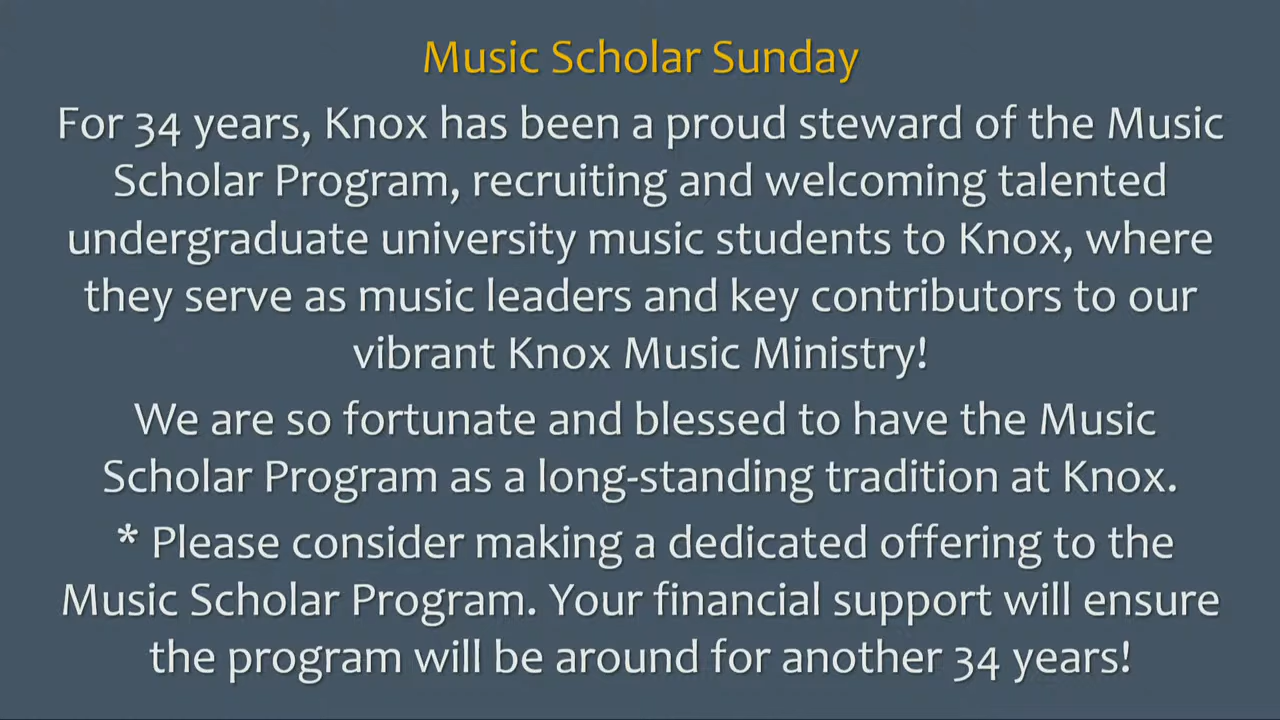 Music Scholar Sunday
For 34 years, Knox has been a proud steward of the Music
Scholar Program, recruiting and welcoming talented
undergraduate university music students to Knox, where
they serve as music leaders and key contributors to our
vibrant Knox Music Ministry!
We are so fortunate and blessed to have the Music
Scholar Program as a long-standing tradition at Knox.
* Please consider making a dedicated offering to the
Music Scholar Program. Your financial support will ensure
the program will be around for another 34 years!